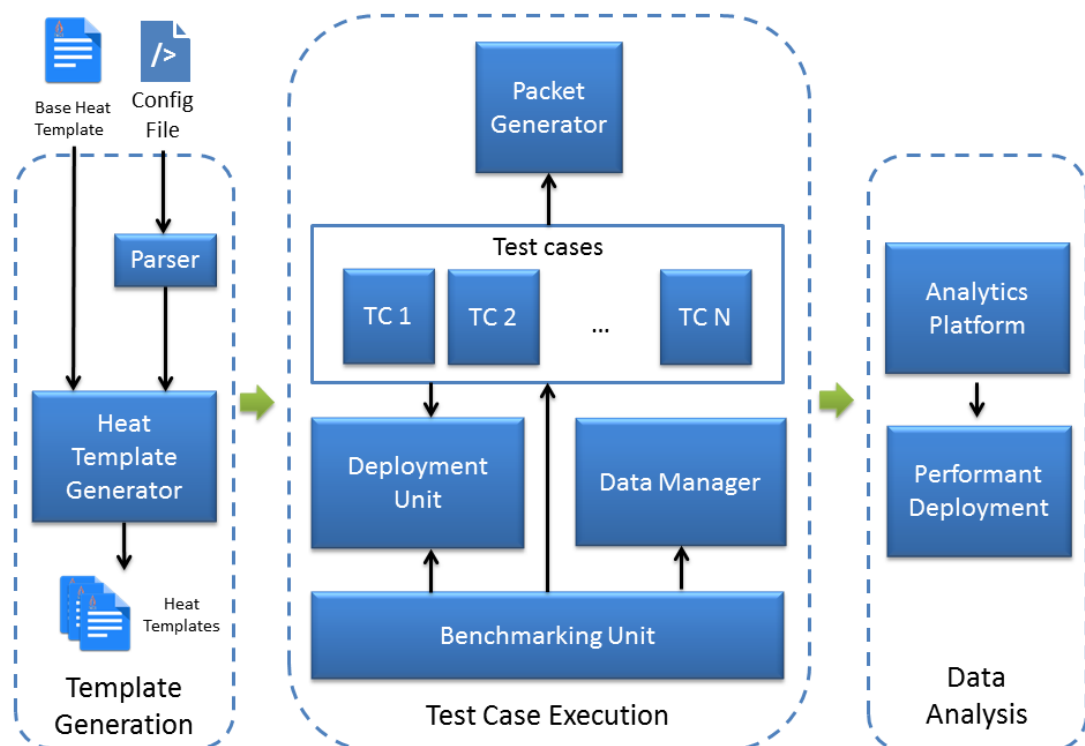 Base Heat
Template
Config
File
Parser
Heat
Template
Generator
Heat
Templates
Template
Generation
Packet
Generator
Test cases
TC 1
TC 2
...
TC N
Deployment
Unit
Data Manager
Benchmarking Unit
Test Case Execution
Analytics
Platform
Performant
Deployment
Data
Analysis